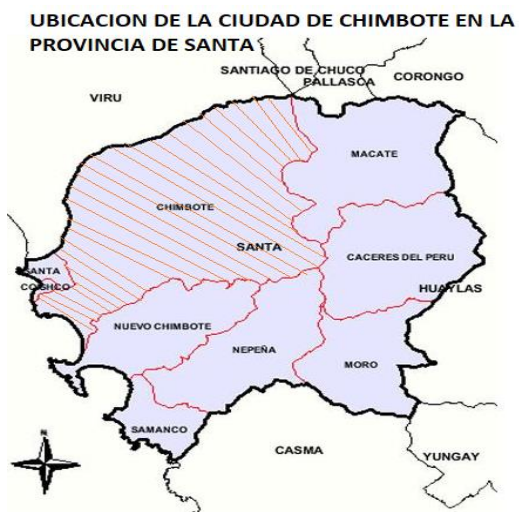 UBICACION DE LA CIUDAD DE CHIMBOTE EN LA
PROVINCIA DE SANTA
SANTIAGO DE CHUCO
PALLASCA
CORONGO
VIRU
MACATE
CHIMBOTE
SANTA
CACERES DEL PERU
SANTA
COISHCO
HUAYLAS
NUEVO CHIMBOTE
NEPEÑA
MORO
SAMANCO
CASMA
YUNGAY
N